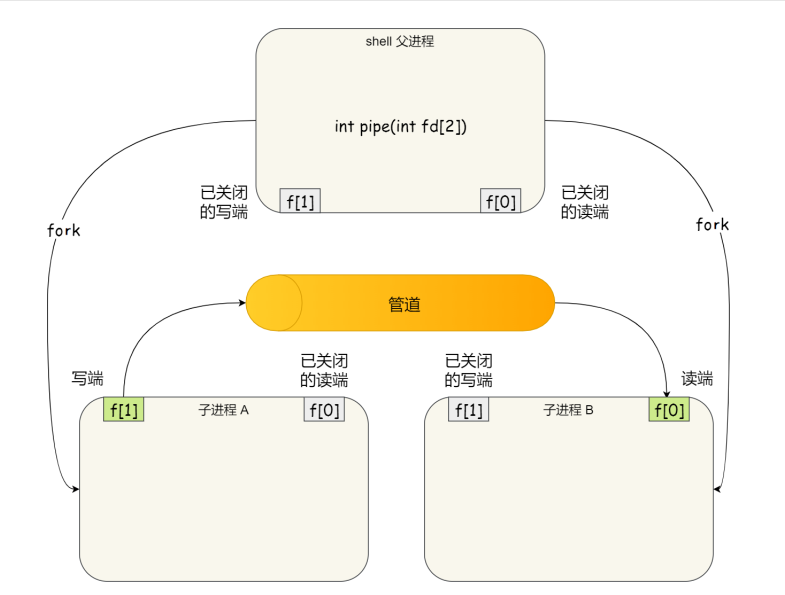 shell 父进程
int pipe(int fd[2])
已关闭
的写端
f[1]
f[0]
已关闭
的读端
fork
fork
管道
写端
已关闭
的读端
已关闭
的写端
读端
f[1]
子进程 A
f[0]
f[1]
子进程 B
f[0]